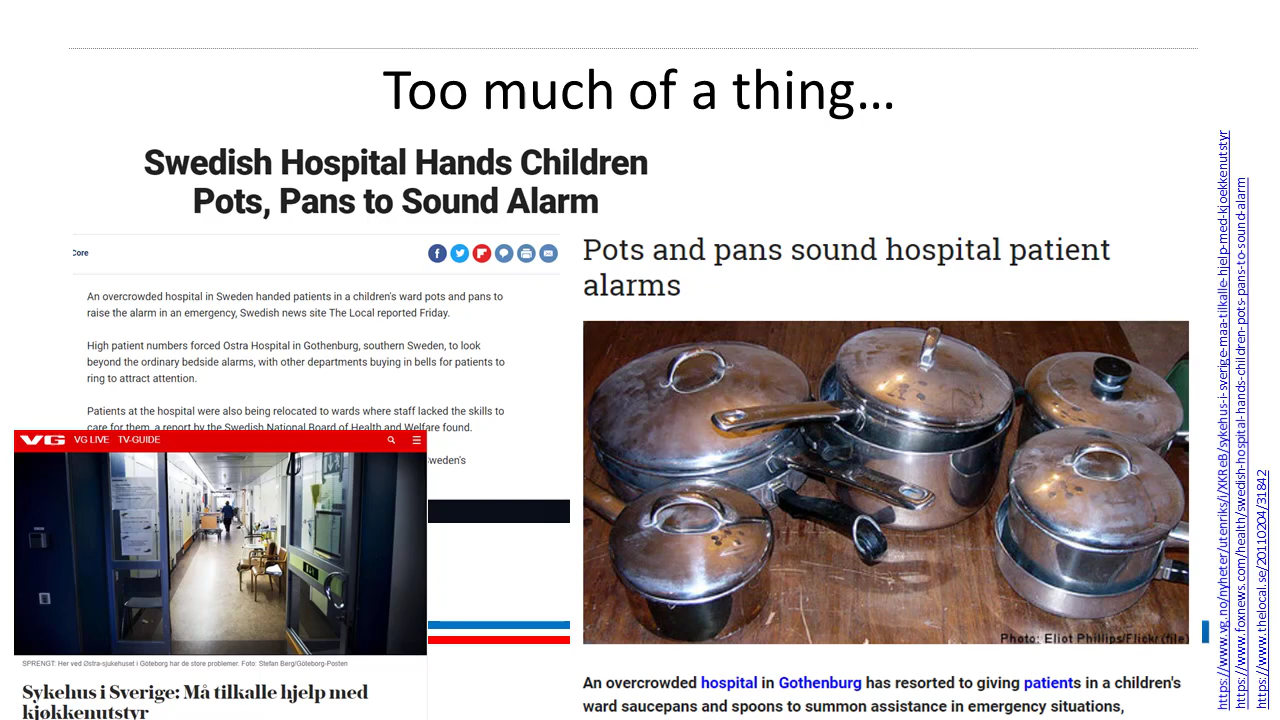 Too much of a thing...
Swedish Hospital Hands Children
Pots, Pans to Sound Alarm
Core
An overcrowded hospital in Sweden handed patients in a children's ward pots and pans to
raise the alarm in an emergency, Swedish news site The Local reported Friday.
High patient numbers forced Ostra Hospital in Gothenburg, southern Sweden, to look
beyond the ordinary bedside alarms, with other departments buying in bells for patients to
ring to attract attention.
Patients at the hospital were also being relocated to wards where staff lacked the skills to
care for them, a report by the Swedish National Board of Health and Welfare found.
Sweden's
VG VG LIVE TV-GUIDE
SPRENGT: Her ved Østra-sjukehuset i Göteborg har de store problemer. Foto: Stefan Berg/Göteborg-Posten
Sykehus i Sverige: Må tilkalle hjelp med
kjøkkenutstyr
Pots and pans sound hospital patient
alarms
Photo: Eliot Phillips/Flickr (file)
An overcrowded hospital in Gothenburg has resorted to giving patients in a children's
ward saucepans and spoons to summon assistance in emergency situations,
https://www.vg.no/nyheter/utenriks/i/XKReB/sykehus-i-sverige-maa-tilkalle-hjelp-med-kjoekkenutstyr
https://www.foxnews.com/health/swedish-hospital-hands-children-pots-pans-to-sound-alarm
https://www.thelocal.se/20110204/31842